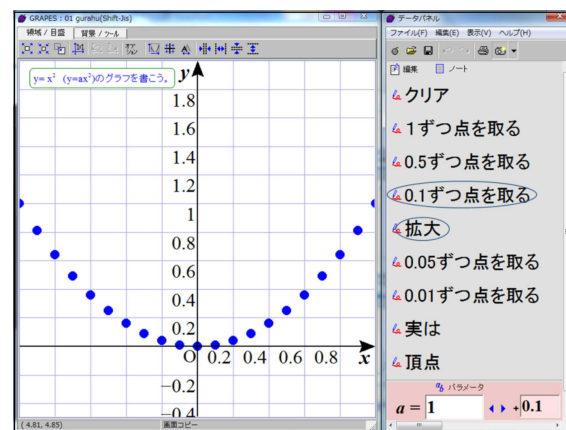 GRAPES : 01 gurahu(Shift-Jis)
領域 / 目盛 背景 / ツール
y= x² (y=ax²)のグラフを書こう。
y
1.8
1.6
1.4
1.2
1
0.8
0.6
0.4
0.2
O 0.2 0.4 0.6 0.8 x
−0.2
−0.4
( 4.81, 4.85) 画面コピー
データパネル
ファイル(F) 編集(E) 表示(V) ヘルプ(H)
編集 ノート
クリア
1ずつ点を取る
0.5ずつ点を取る
0.1ずつ点を取る
拡大
0.05ずつ点を取る
0.01ずつ点を取る
実は
頂点
ab パラメータ
a = 1 +0.1